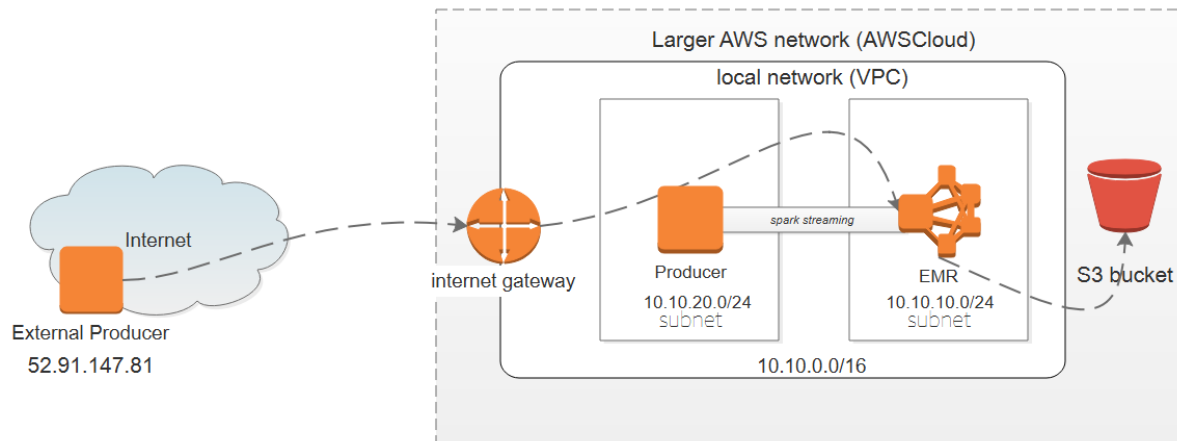 Larger AWS network (AWSCloud)
local network (VPC)
Internet
External Producer
52.91.147.81
internet gateway
Producer
10.10.20.0/24
subnet
spark streaming
EMR
10.10.10.0/24
subnet
10.10.0.0/16
S3 bucket